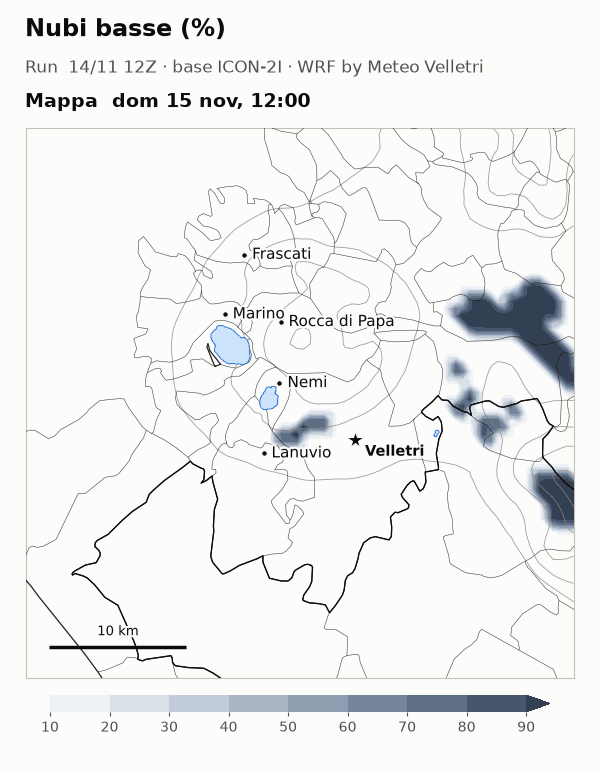 Nubi basse (%)
Run  14/11 12Z · base ICON-2I · WRF by Meteo Velletri
Mappa  dom 15 nov, 12:00
Frascati
Marino
Rocca di Papa
Nemi
Velletri
Lanuvio
10 km
10 20 30 40 50 60 70 80 90